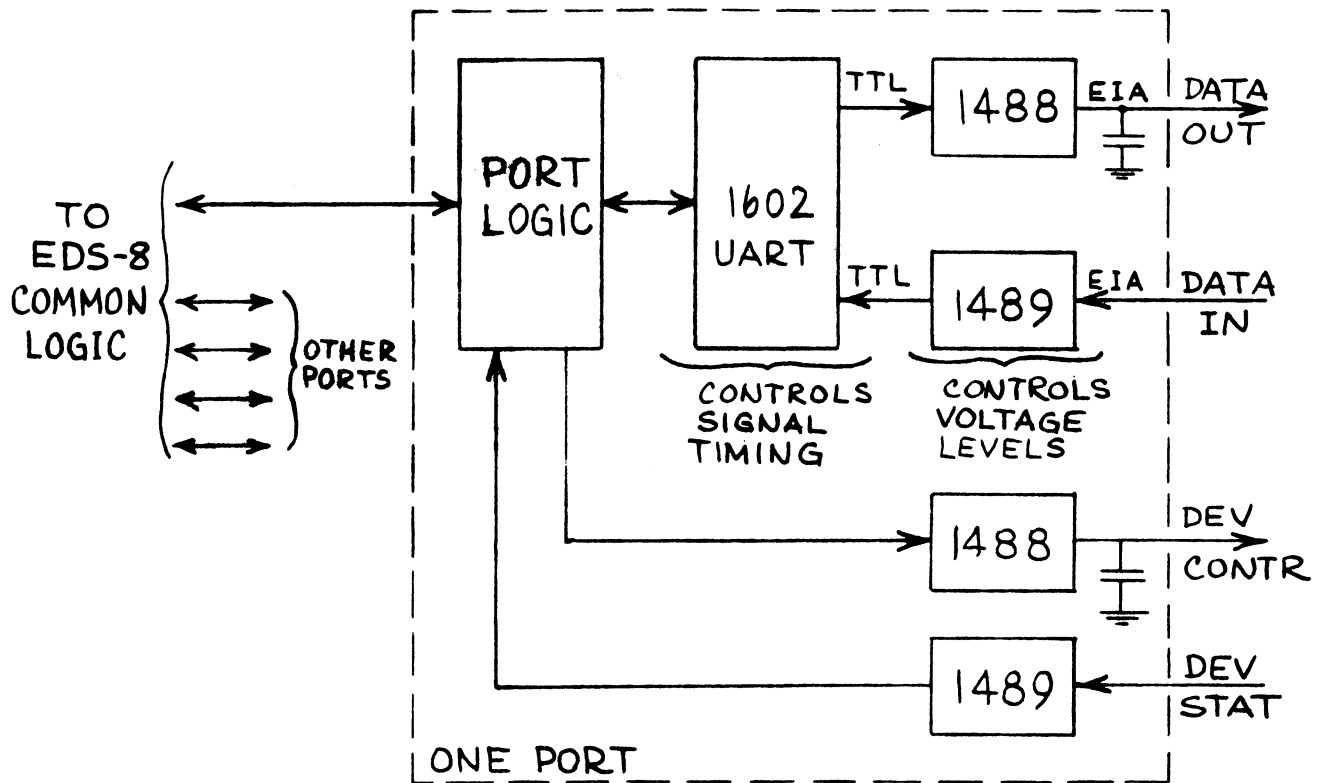 TO
EDS-8
COMMON
LOGIC
OTHER
PORTS
PORT
LOGIC
1602
UART
TTL
1488
EIA
DATA
OUT
TTL
1489
EIA
DATA
IN
CONTROLS
SIGNAL
TIMING
CONTROLS
VOLTAGE
LEVELS
1488
DEV
CONTR
1489
DEV
STAT
ONE PORT